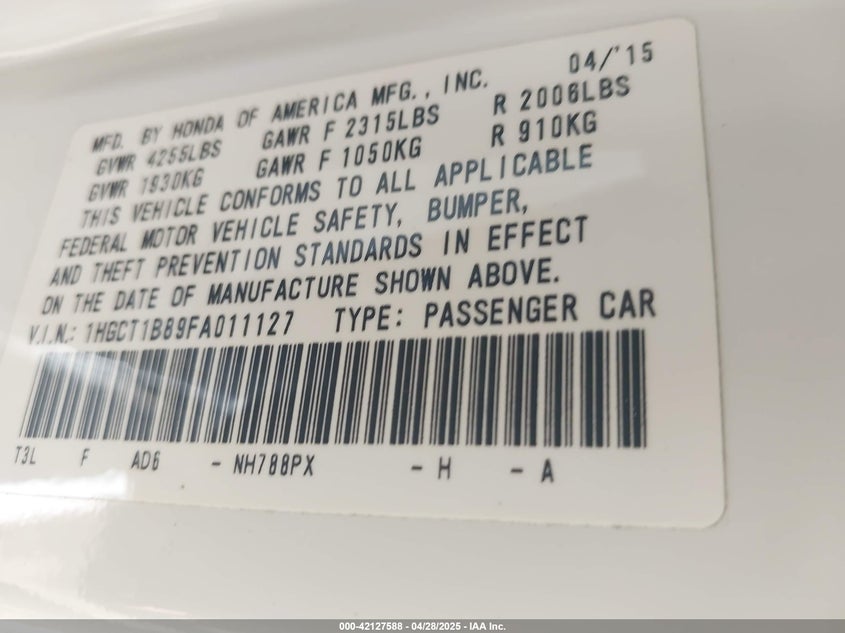 04/'15
MFD. BY HONDA OF AMERICA MFG., INC.
GVWR 4255LBS GAWR F 2315LBS R 2006LBS
GVWR 1930KG GAWR F 1050KG R 910KG
THIS VEHICLE CONFORMS TO ALL APPLICABLE
FEDERAL MOTOR VEHICLE SAFETY, BUMPER,
AND THEFT PREVENTION STANDARDS IN EFFECT
ON THE DATE OF MANUFACTURE SHOWN ABOVE.
V.I.N.: 1HGCT1B89FA011127 TYPE: PASSENGER CAR
T3L F AD6 - NH788PX - H - A
000-42127588 - 04/28/2025 - IAA Inc.